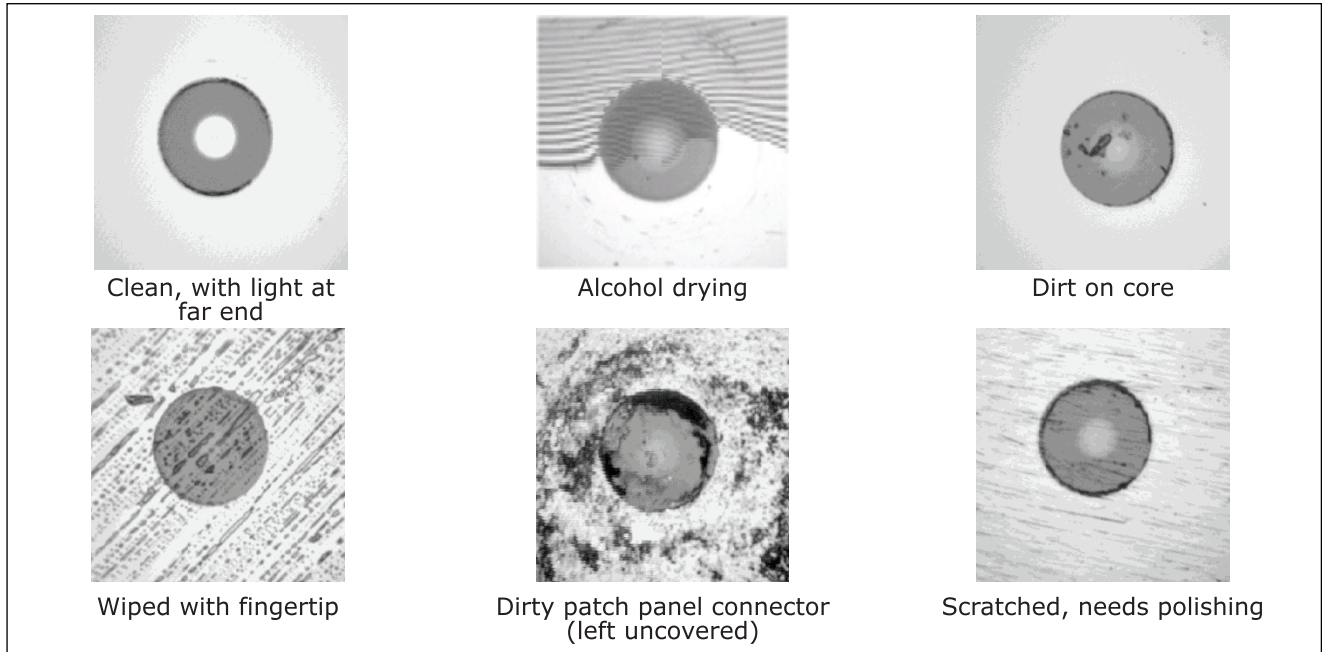 Clean, with light at
far end
Alcohol drying
Dirt on core
Wiped with fingertip
Dirty patch panel connector
(left uncovered)
Scratched, needs polishing